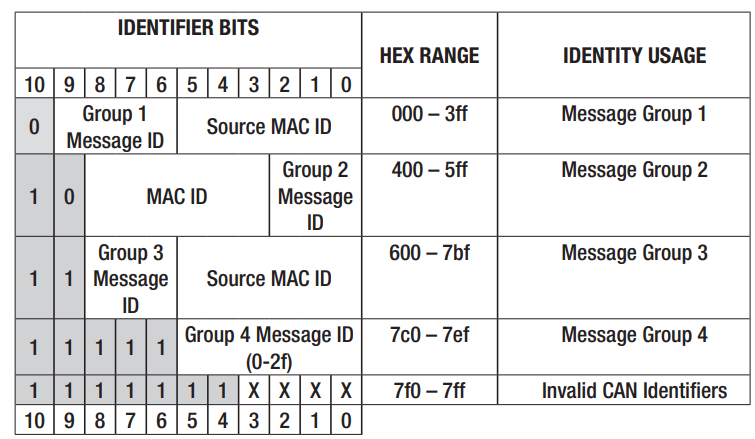 IDENTIFIER BITS
HEX RANGE
IDENTITY USAGE
10 9 8 7 6 5 4 3 2 1 0
0
Group 1
Message ID
Source MAC ID
000 – 3ff
Message Group 1
1 0
MAC ID
Group 2
Message
ID
400 – 5ff
Message Group 2
1 1
Group 3
Message
ID
Source MAC ID
600 – 7bf
Message Group 3
1 1 1 1 1
Group 4 Message ID
(0-2f)
7c0 – 7ef
Message Group 4
1 1 1 1 1 1 1 X X X X
7f0 – 7ff
Invalid CAN Identifiers
10 9 8 7 6 5 4 3 2 1 0